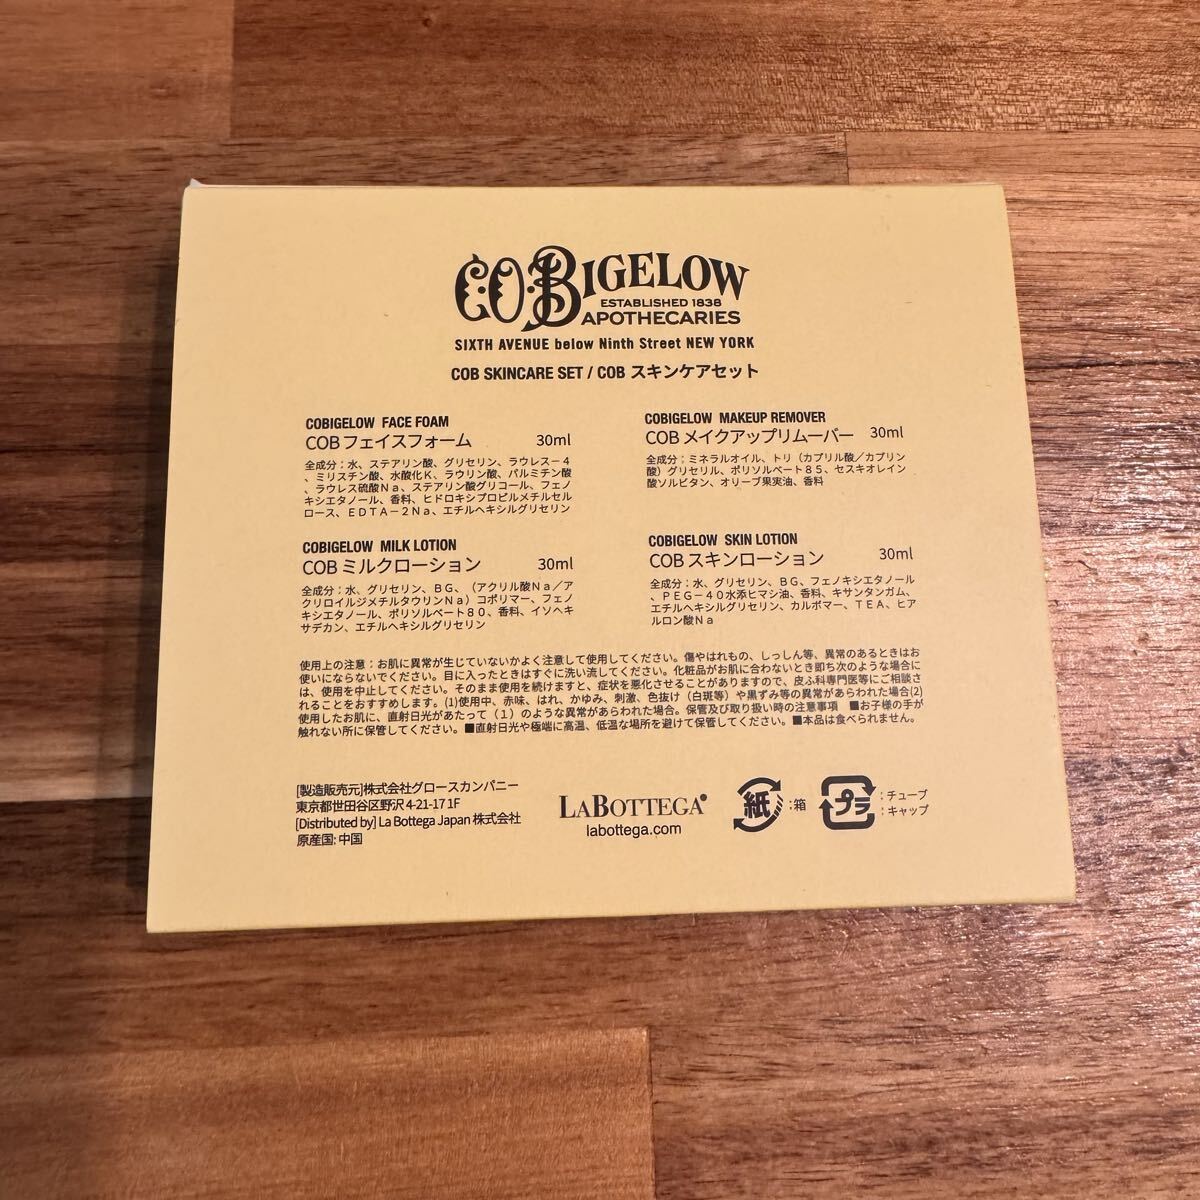 C.O.BIGELOW
ESTABLISHED 1838
APOTHECARIES
SIXTH AVENUE below Ninth Street NEW YORK
COB SKINCARE SET / COB スキンケアセット
COBIGELOW FACE FOAM
COB フェイスフォーム 30ml
全成分：水、ステアリン酸、グリセリン、ラウレス－４
、ミリスチン酸、水酸化Ｋ、ラウリン酸、パルミチン酸
、ラウレス硫酸Ｎａ、ステアリン酸グリコール、フェノ
キシエタノール、香料、ヒドロキシプロピルメチルセル
ロース、ＥＤＴＡ－２Ｎａ、エチルヘキシルグリセリン
COBIGELOW MAKEUP REMOVER
COB メイクアップリムーバー 30ml
全成分：ミネラルオイル、トリ（カプリル酸／カプリン
酸）グリセリル、ポリソルベート８５、セスキオレイン
酸ソルビタン、オリーブ果実油、香料
COBIGELOW MILK LOTION
COB ミルクローション 30ml
全成分：水、グリセリン、ＢＧ、（アクリル酸Ｎａ／ア
クリロイルジメチルタウリンＮａ）コポリマー、フェノ
キシエタノール、ポリソルベート８０、香料、イソヘキ
サデカン、エチルヘキシルグリセリン
COBIGELOW SKIN LOTION
COB スキンローション 30ml
全成分：水、グリセリン、ＢＧ、フェノキシエタノール
、ＰＥＧ－４０水添ヒマシ油、香料、キサンタンガム、
エチルヘキシルグリセリン、カルボマー、ＴＥＡ、ヒア
ルロン酸Ｎａ
使用上の注意：お肌に異常が生じていないかよく注意して使用してください。傷やはれもの、しっしん等、異常のあるときはお
使いにならないでください。目に入ったときはすぐに洗い流してください。化粧品がお肌に合わないとき即ち次のような場合に
は、使用を中止してください。そのまま使用を続けますと、症状を悪化させることがありますので、皮ふ科専門医等にご相談さ
れることをおすすめします。(1)使用中、赤味、はれ、かゆみ、刺激、色抜け（白斑等）や黒ずみ等の異常があらわれた場合(2)
使用したお肌に、直射日光があたって（１）のような異常があらわれた場合。保管及び取り扱い時の注意事項 ■お子様の手が
触れない所に保管してください。■直射日光や極端に高温、低温な場所を避けて保管してください。■本品は食べられません。
[製造販売元]株式会社グロースカンパニー
東京都世田谷区野沢 4-21-17 1F
[Distributed by] La Bottega Japan 株式会社
原産国: 中国
LABOTTEGA
labottega.com
紙 :箱
プラ :チューブ
:キャップ